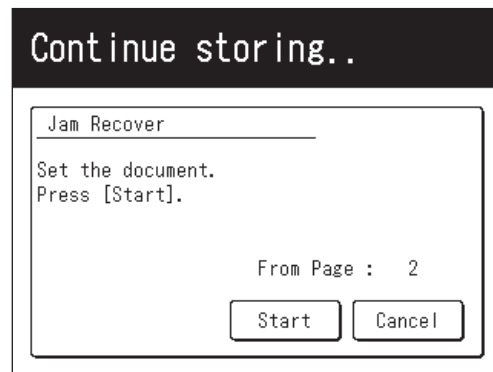 Continue storing..
Jam Recover
Set the document.
Press [Start].
From Page : 2
Start Cancel